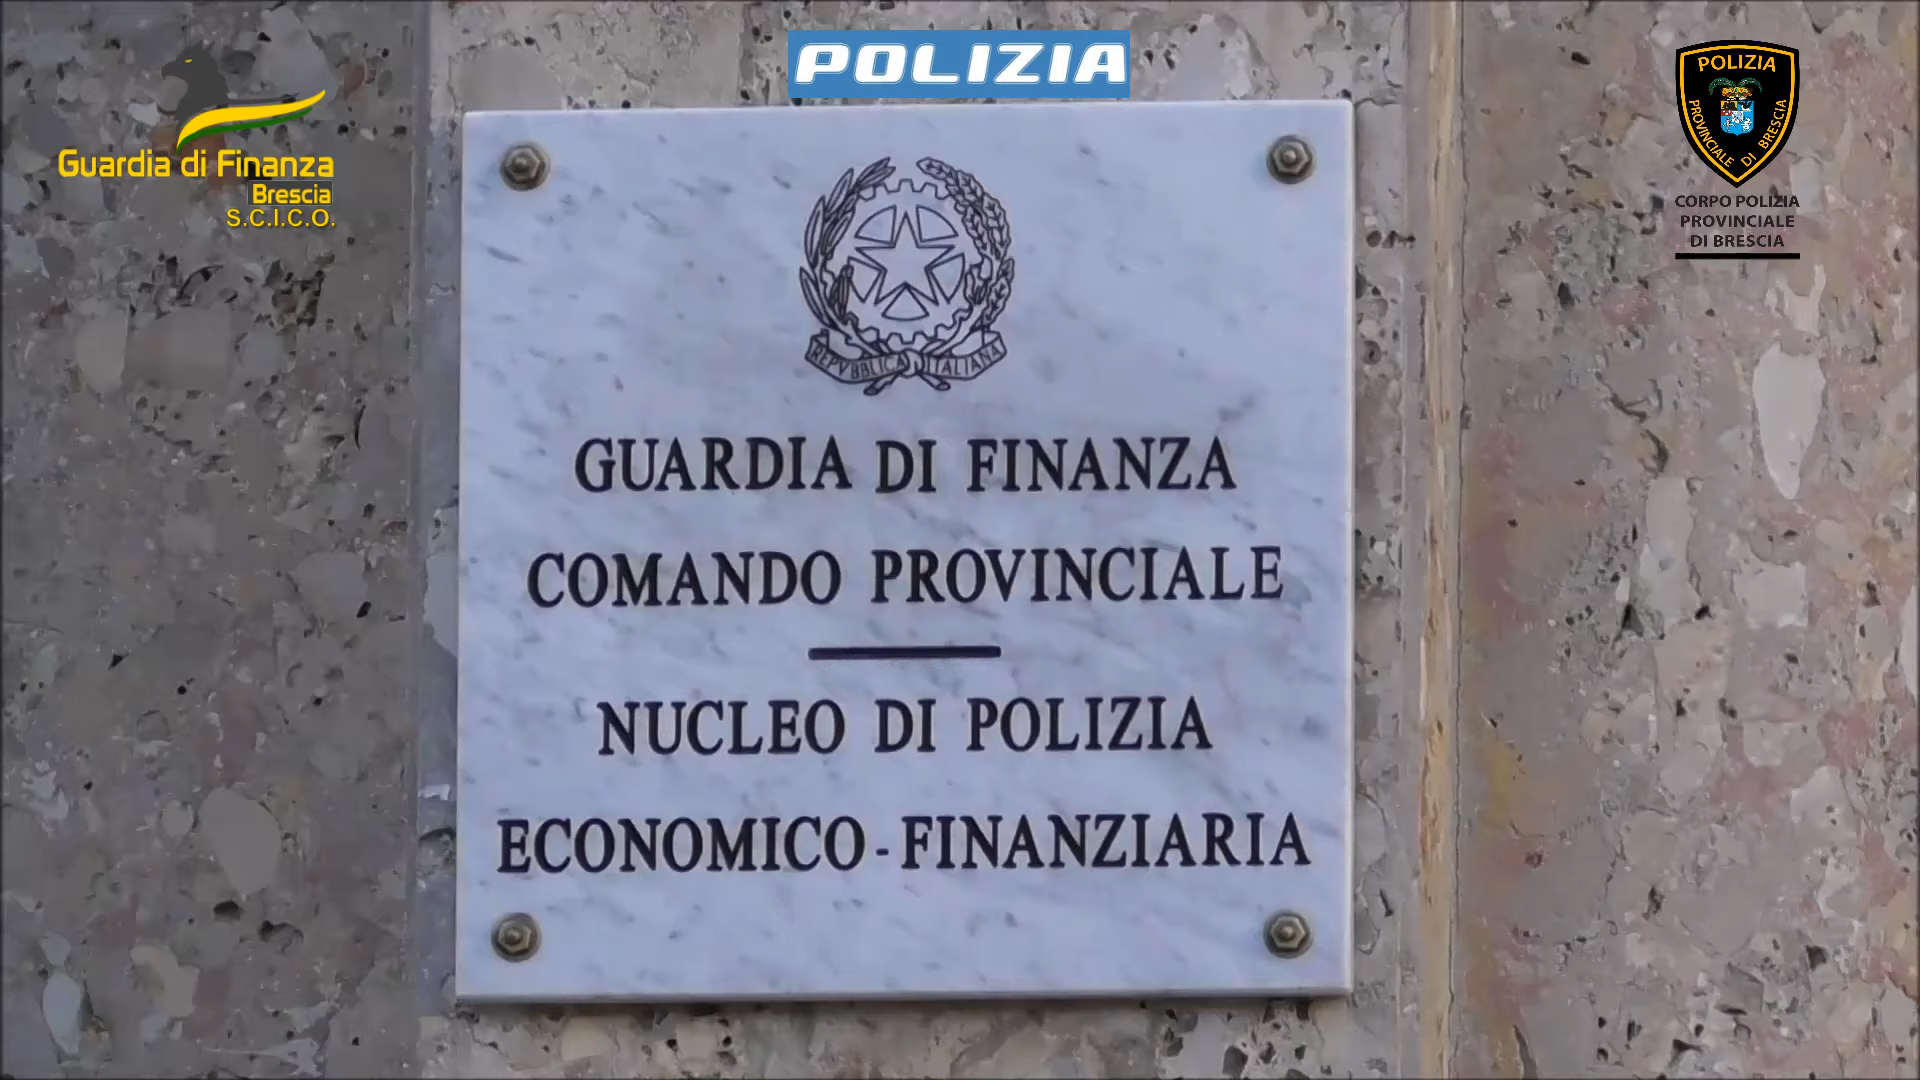 POLIZIA
Guardia di Finanza
Brescia
S.C.I.C.O.
POLIZIA
PROVINCIALE DI BRESCIA
CORPO POLIZIA
PROVINCIALE
DI BRESCIA
REPVBBLICA ITALIANA
GUARDIA DI FINANZA
COMANDO PROVINCIALE
NUCLEO DI POLIZIA
ECONOMICO-FINANZIARIA